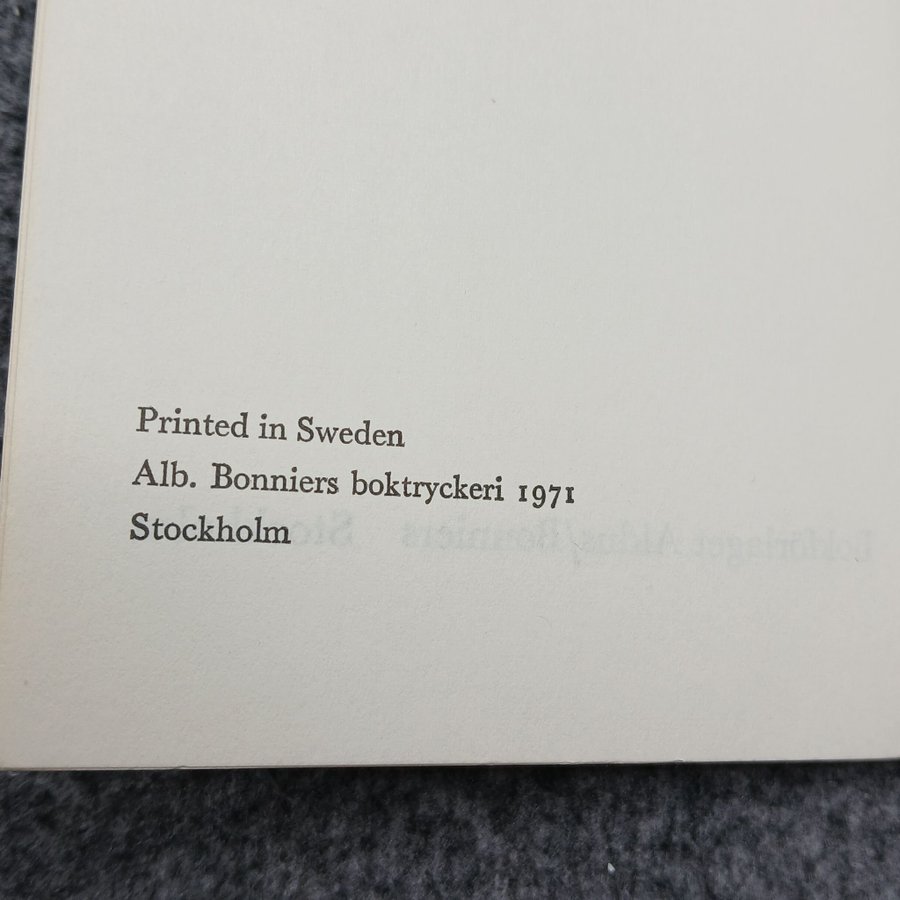 Printed in Sweden
Alb. Bonniers boktryckeri 1971
Stockholm